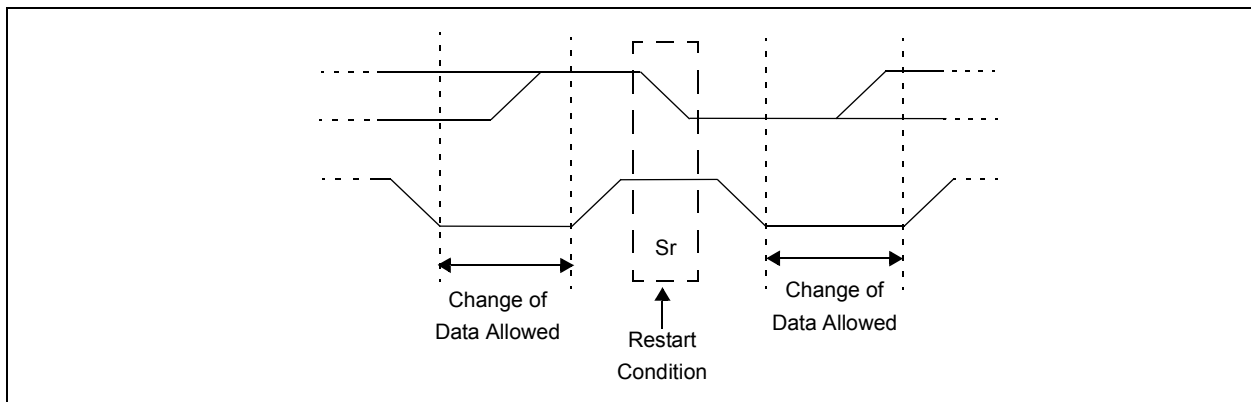 Sr
Change of
Data Allowed
Restart
Condition
Change of
Data Allowed